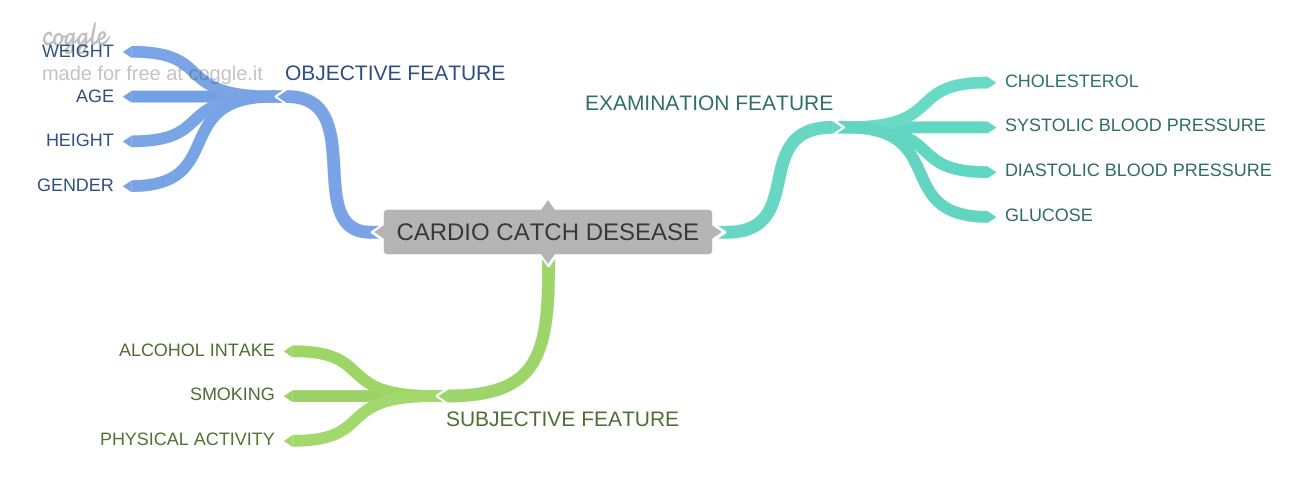 coggle
made for free at coggle.it
WEIGHT
AGE
HEIGHT
GENDER
OBJECTIVE FEATURE
EXAMINATION FEATURE
CHOLESTEROL
SYSTOLIC BLOOD PRESSURE
DIASTOLIC BLOOD PRESSURE
GLUCOSE
CARDIO CATCH DESEASE
ALCOHOL INTAKE
SMOKING
PHYSICAL ACTIVITY
SUBJECTIVE FEATURE